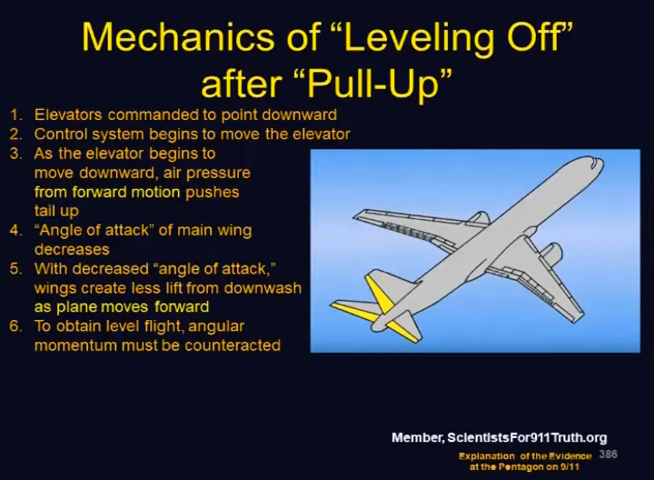 Mechanics of “Leveling Off”
after “Pull-Up”
1. Elevators commanded to point downward
2. Control system begins to move the elevator
3. As the elevator begins to
move downward, air pressure
from forward motion pushes
tail up
4. “Angle of attack” of main wing
decreases
5. With decreased “angle of attack,”
wings create less lift from downwash
as plane moves forward
6. To obtain level flight, angular
momentum must be counteracted
Member, ScientistsFor911Truth.org
Explanation of the Evidence 386
at the Pentagon on 9/11